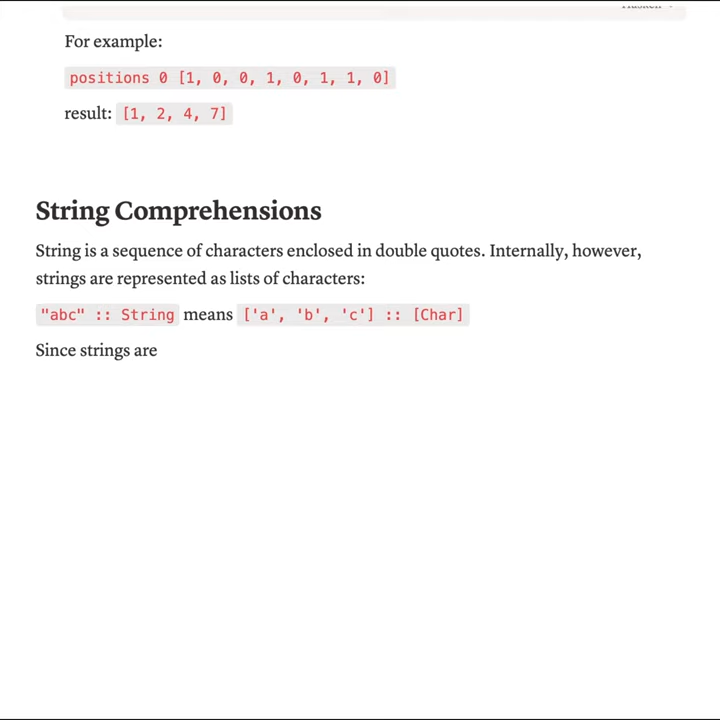 For example:
positions 0 [1, 0, 0, 1, 0, 1, 1, 0]
result: [1, 2, 4, 7]
String Comprehensions
String is a sequence of characters enclosed in double quotes. Internally, however,
strings are represented as lists of characters:
"abc" :: String means ['a', 'b', 'c'] :: [Char]
Since strings are